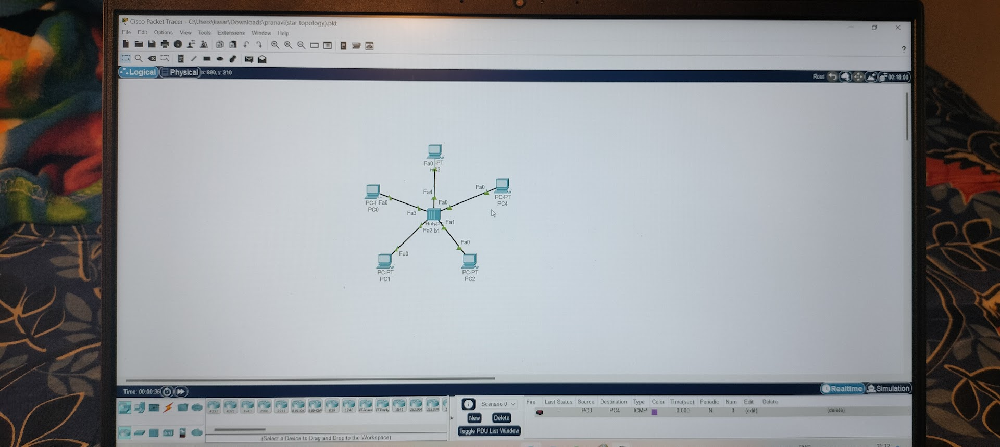 Cisco Packet Tracer - C:\Users\kasar\Downloads\pranavi(star topology).pkt
File Edit Options View Tools Extensions Window Help
?
Logical Physical x: 890, y: 310
Root 00:18:00
Fa0 -PT
Fa4
Fa0
Fa0
PC-PT
PC4
PC-F Fa0
PC0
Fa3
Fa1
Fa2 b1
Fa0
Fa0
PC-PT
PC1
PC-PT
PC2
Time: 00:00:36
Realtime Simulation
4331 4321 1941 2901 2911 819IOX 819HGW 829 1240 PT-Router PT-Empty 1841 2620XM 2621XM 2
(Select a Device to Drag and Drop to the Workspace)
Scenario 0
New Delete
Toggle PDU List Window
Fire Last Status Source Destination Type Color Time(sec) Periodic Num Edit Delete
-- PC3 PC4 ICMP 0.000 N 0 (edit) (delete)